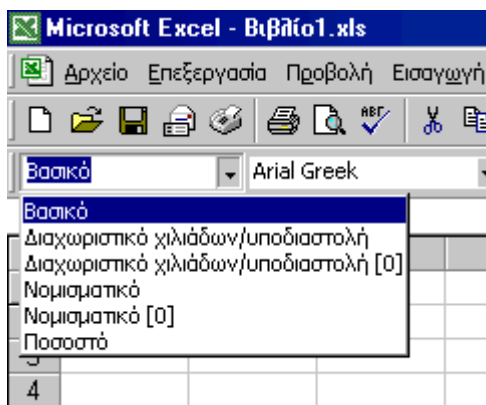 Microsoft Excel - Βιβλίο1.xls
Αρχείο Επεξεργασία Προβολή Εισαγωγή
ABC
Βασικό Arial Greek
Βασικό
Διαχωριστικό χιλιάδων/υποδιαστολή
Διαχωριστικό χιλιάδων/υποδιαστολή [0]
Νομισματικό
Νομισματικό [0]
Ποσοστό
4